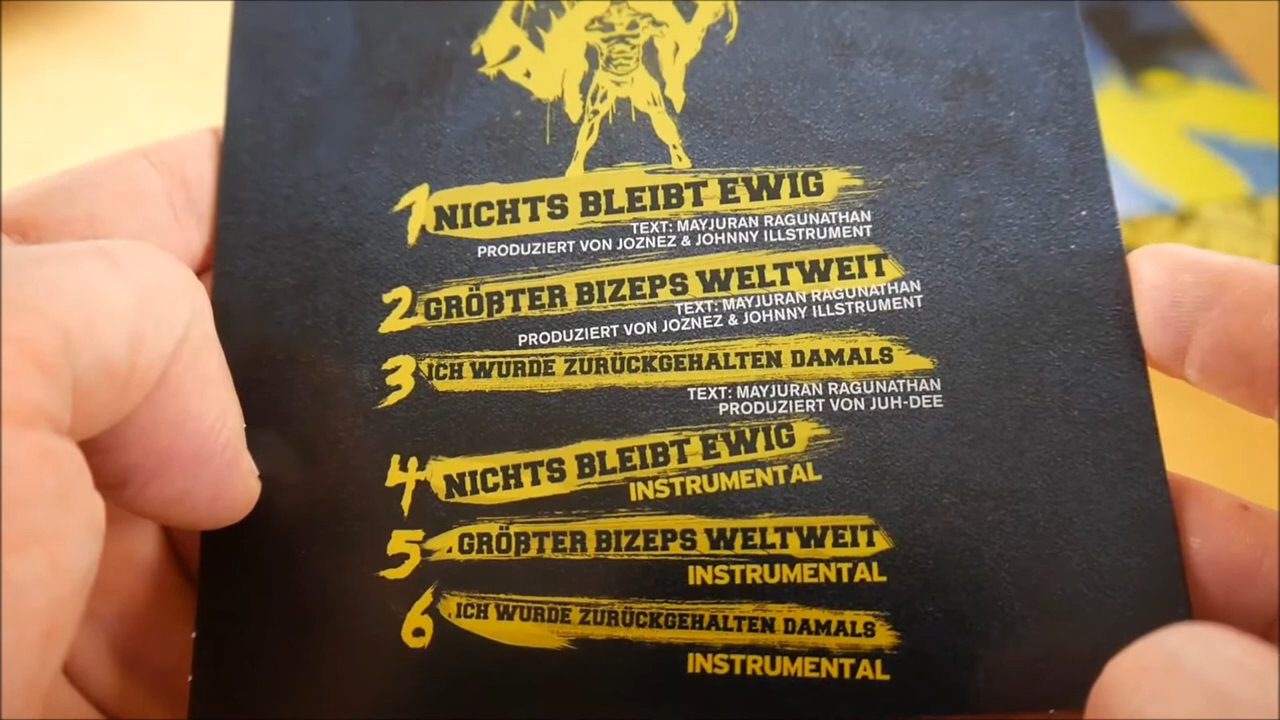 1 NICHTS BLEIBT EWIG
TEXT: MAYJURAN RAGUNATHAN
PRODUZIERT VON JOZNEZ & JOHNNY ILLSTRUMENT
2 GRÖßTER BIZEPS WELTWEIT
TEXT: MAYJURAN RAGUNATHAN
PRODUZIERT VON JOZNEZ & JOHNNY ILLSTRUMENT
3 ICH WURDE ZURÜCKGEHALTEN DAMALS
TEXT: MAYJURAN RAGUNATHAN
PRODUZIERT VON JUH-DEE
4 NICHTS BLEIBT EWIG
INSTRUMENTAL
5 GRÖßTER BIZEPS WELTWEIT
INSTRUMENTAL
6 ICH WURDE ZURÜCKGEHALTEN DAMALS
INSTRUMENTAL